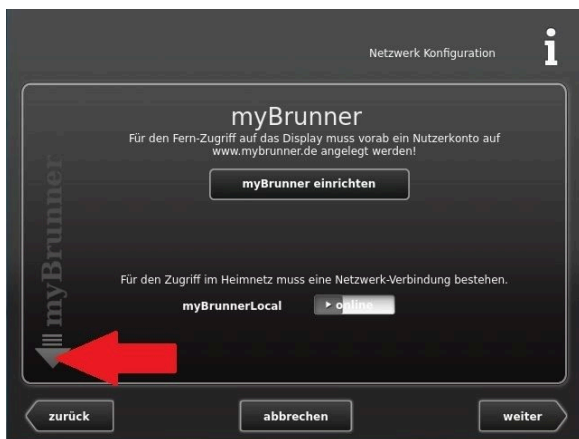 Netzwerk Konfiguration
i
myBrunner
Für den Fern-Zugriff auf das Display muss vorab ein Nutzerkonto auf
www.mybrunner.de angelegt werden!
myBrunner einrichten
myBrunner
Für den Zugriff im Heimnetz muss eine Netzwerk-Verbindung bestehen.
myBrunnerLocal online
zurück abbrechen weiter